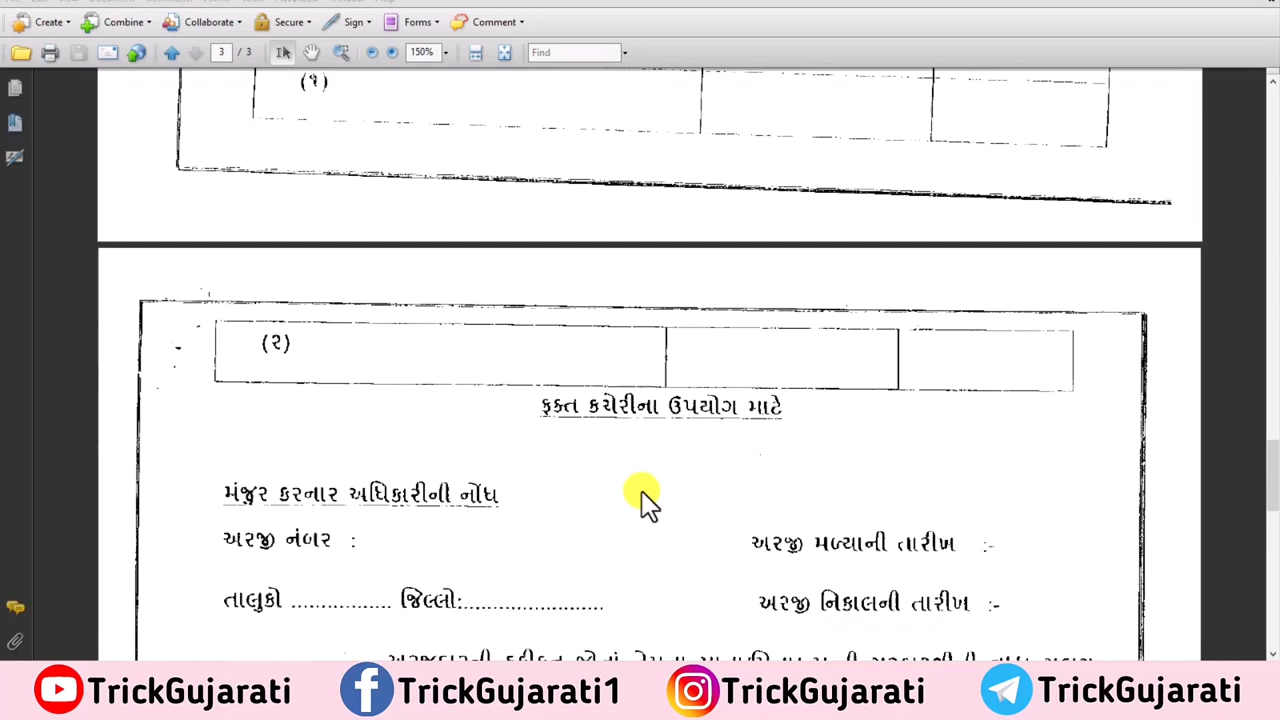 Create Combine Collaborate Secure Sign Forms Comment
3 / 3 150% Find
(૧)
(૨)
ફક્ત કચેરીના ઉપયોગ માટે
મંજુર કરનાર અધિકારીની નોંધ
અરજી નંબર :
અરજી મળ્યાની તારીખ :-
તાલુકો ................ જિલ્લો:.......................
અરજી નિકાલની તારીખ :-
TrickGujarati TrickGujarati1 TrickGujarati TrickGujarati